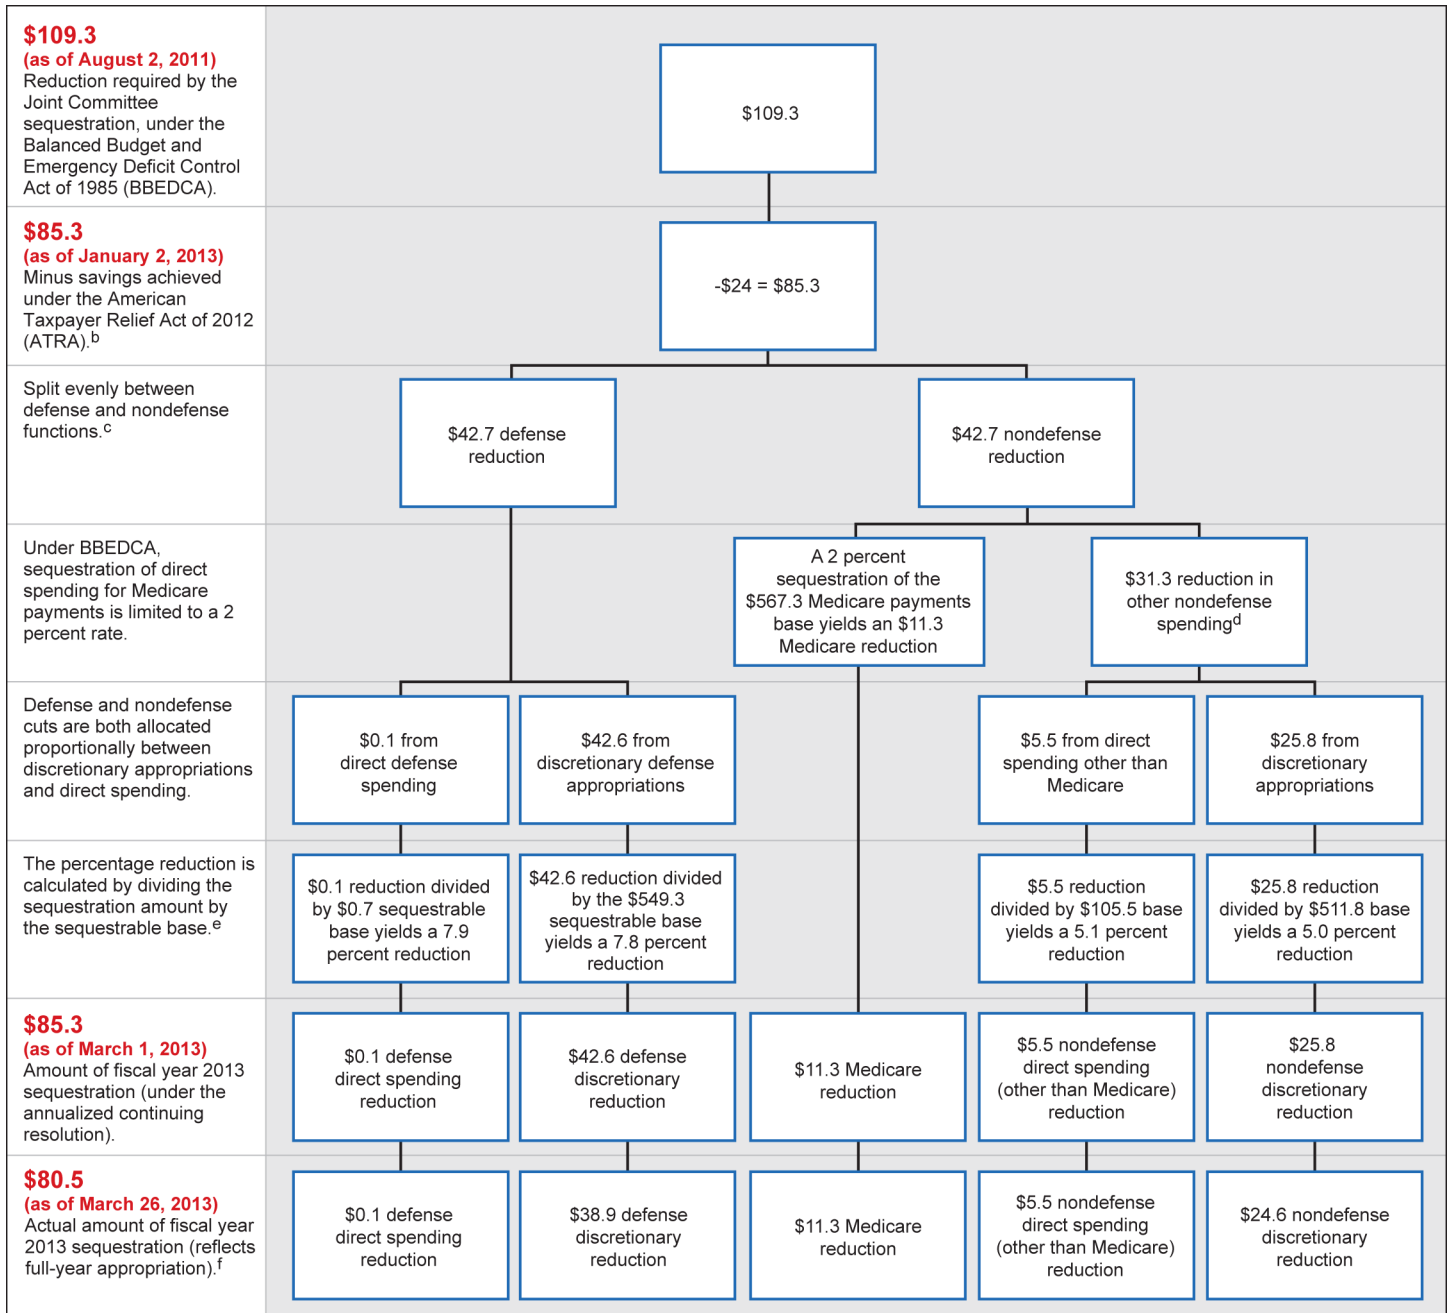 $109.3
(as of August 2, 2011)
Reduction required by the
Joint Committee
sequestration, under the
Balanced Budget and
Emergency Deficit Control
Act of 1985 (BBEDCA).
$109.3
$85.3
(as of January 2, 2013)
Minus savings achieved
under the American
Taxpayer Relief Act of 2012
(ATRA).b
-$24 = $85.3
Split evenly between
defense and nondefense
functions.c
$42.7 defense
reduction
$42.7 nondefense
reduction
Under BBEDCA,
sequestration of direct
spending for Medicare
payments is limited to a 2
percent rate.
A 2 percent
sequestration of the
$567.3 Medicare payments
base yields an $11.3
Medicare reduction
$31.3 reduction in
other nondefense
spendingd
Defense and nondefense
cuts are both allocated
proportionally between
discretionary appropriations
and direct spending.
$0.1 from
direct defense
spending
$42.6 from
discretionary defense
appropriations
$5.5 from direct
spending other than
Medicare
$25.8 from
discretionary
appropriations
The percentage reduction is
calculated by dividing the
sequestration amount by
the sequestrable base.e
$0.1 reduction divided
by $0.7 sequestrable
base yields a 7.9
percent reduction
$42.6 reduction divided
by the $549.3
sequestrable base
yields a 7.8 percent
reduction
$5.5 reduction
divided by $105.5 base
yields a 5.1 percent
reduction
$25.8 reduction
divided by $511.8 base
yields a 5.0 percent
reduction
$85.3
(as of March 1, 2013)
Amount of fiscal year 2013
sequestration (under the
annualized continuing
resolution).
$0.1 defense
direct spending
reduction
$42.6 defense
discretionary
reduction
$11.3 Medicare
reduction
$5.5 nondefense
direct spending
(other than Medicare)
reduction
$25.8
nondefense
discretionary
reduction
$80.5
(as of March 26, 2013)
Actual amount of fiscal year
2013 sequestration (reflects
full-year appropriation).f
$0.1 defense
direct spending
reduction
$38.9 defense
discretionary
reduction
$11.3 Medicare
reduction
$5.5 nondefense
direct spending
(other than Medicare)
reduction
$24.6 nondefense
discretionary
reduction